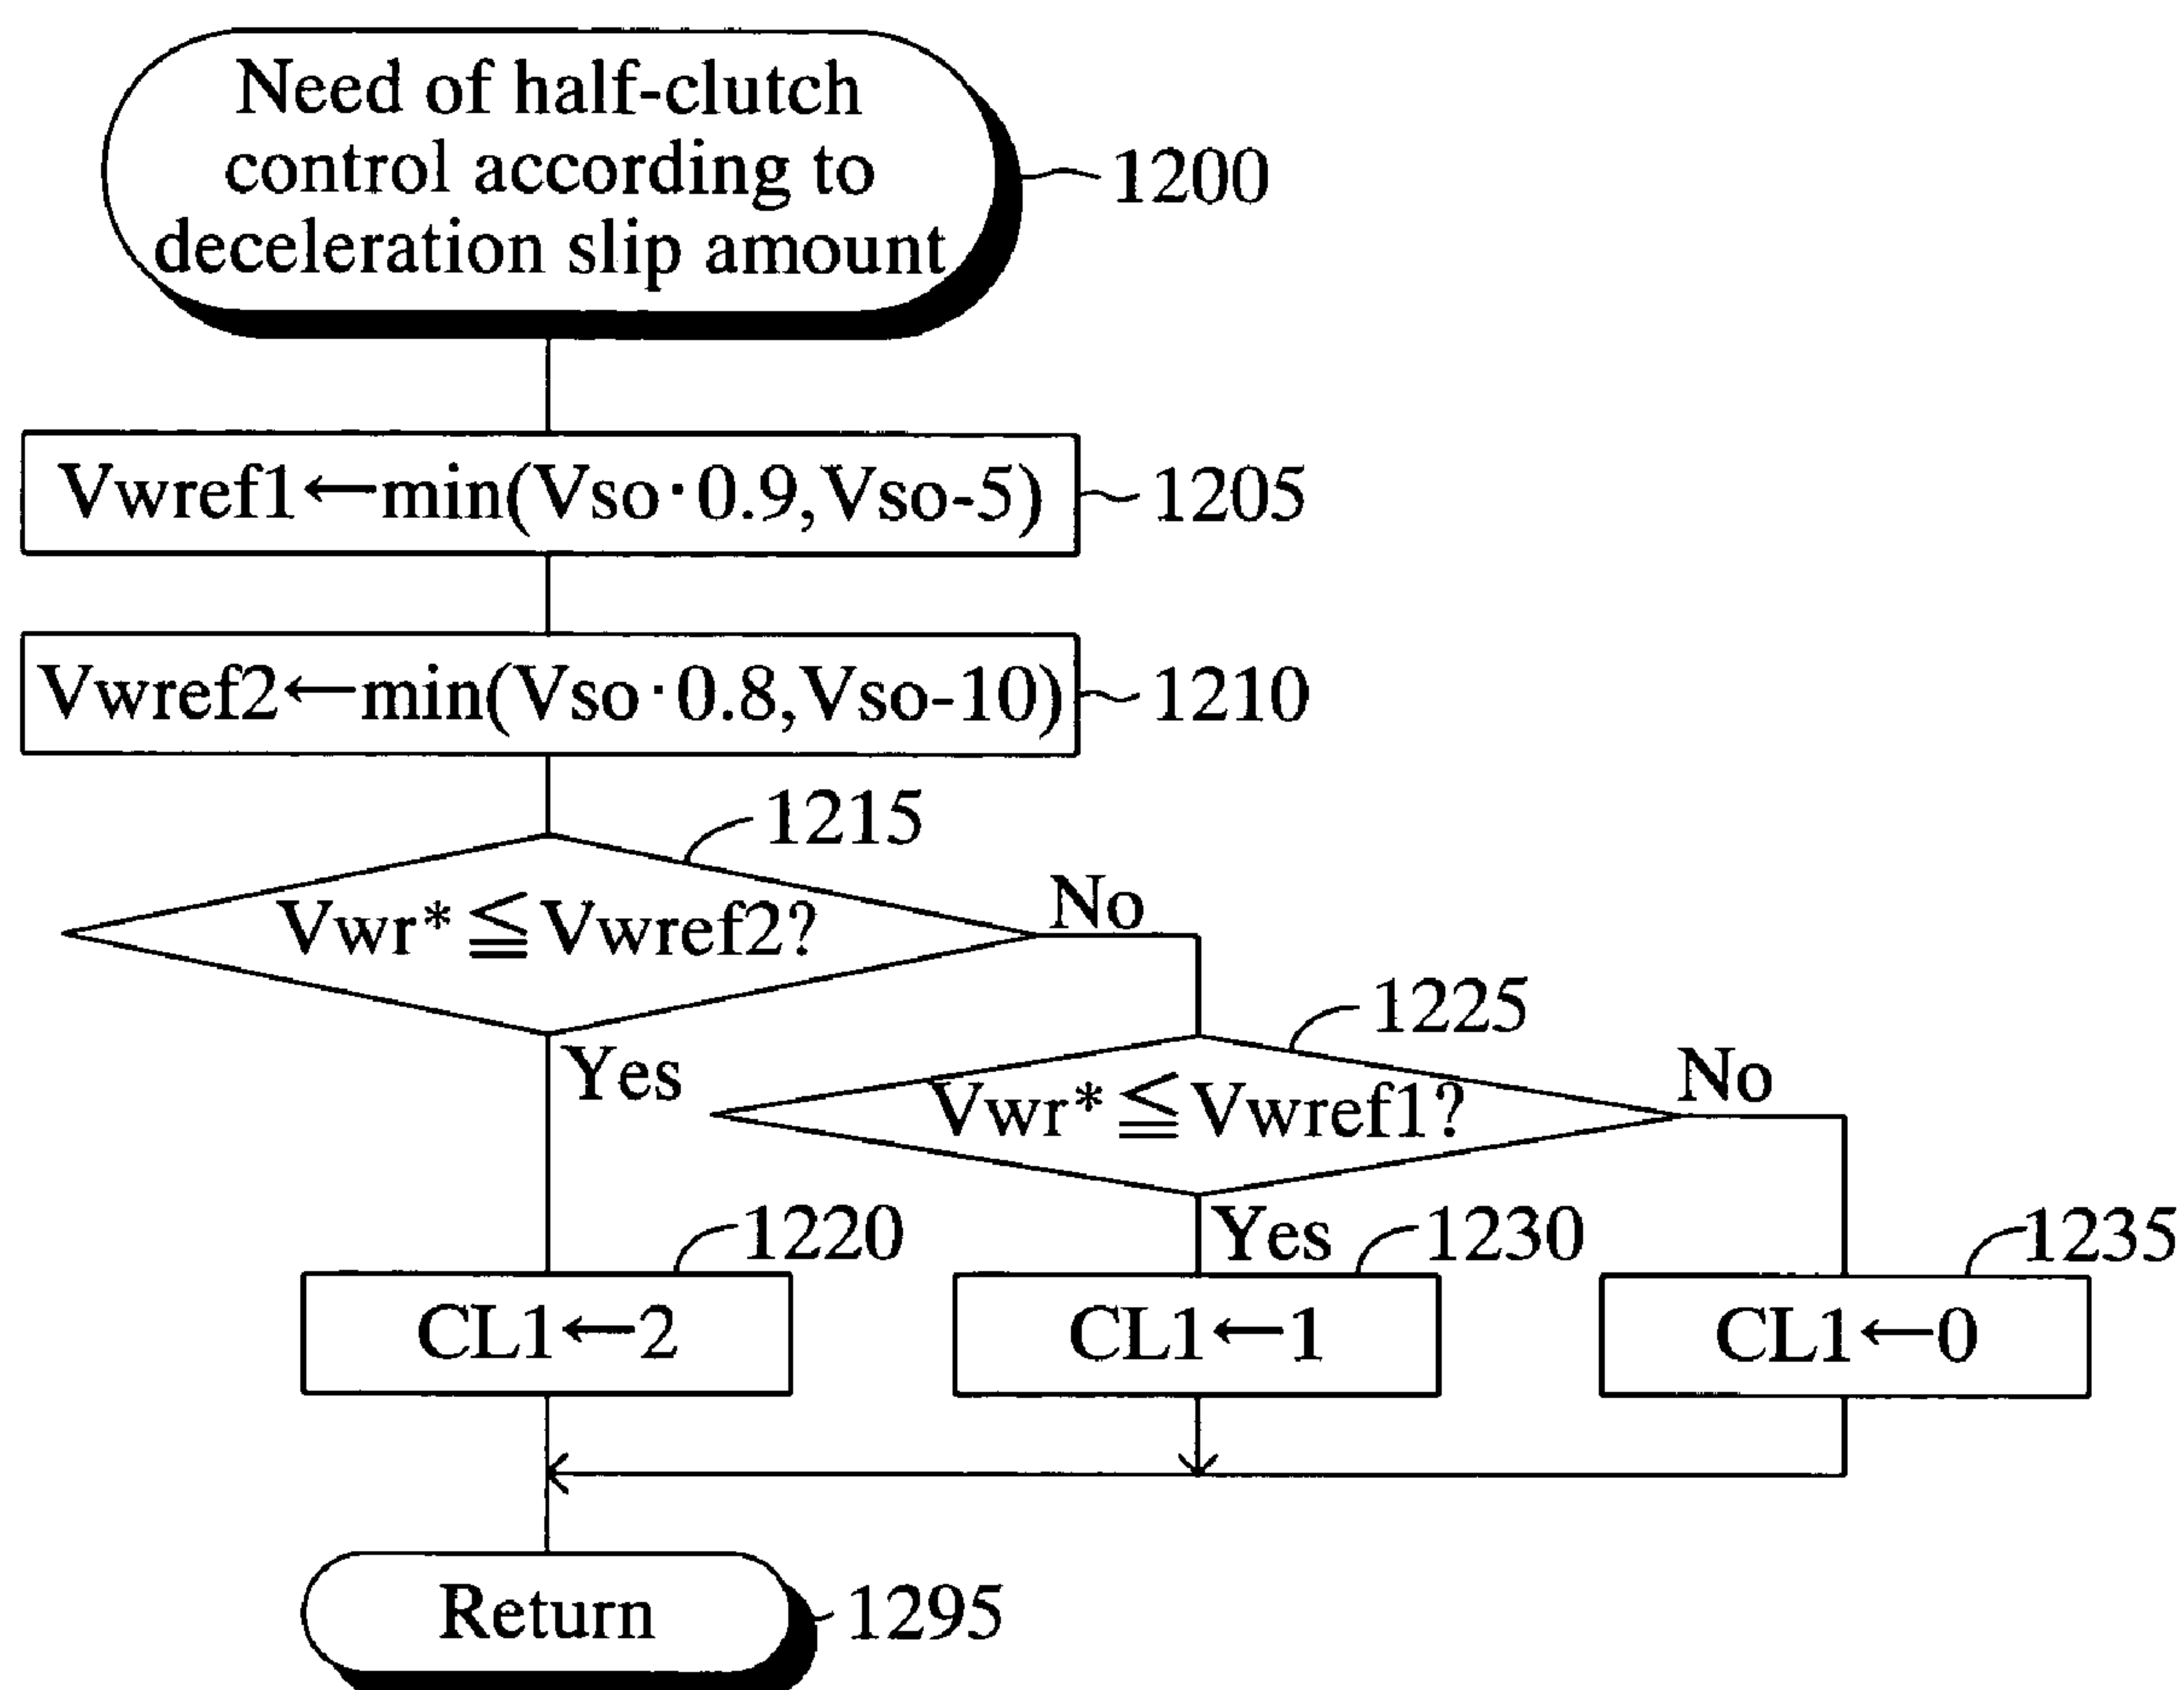 Need of half-clutch
control according to
deceleration slip amount
1200
Vwref1←min(Vso·0.9,Vso-5)
1205
Vwref2←min(Vso·0.8,Vso-10)
1210
1215
Vwr*≦Vwref2?
No
Yes
1225
Vwr*≦Vwref1?
No
Yes
1220
1230
1235
CL1←2
CL1←1
CL1←0
Return
1295